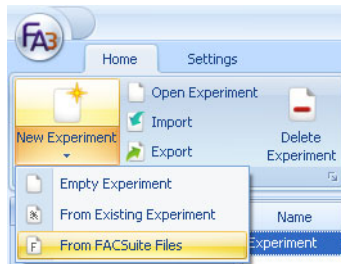 FA3
Home Settings
Open Experiment
Import
New Experiment
Export
Delete
Experiment
Empty Experiment
From Existing Experiment
Name
F From FACSuite Files
Experiment